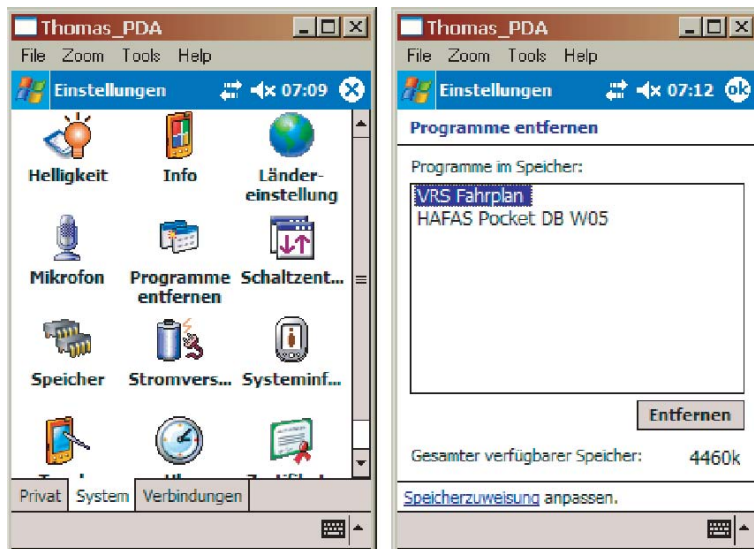 Thomas_PDA
File Zoom Tools Help
Einstellungen 07:09
Helligkeit Info Länder-
einstellung
Mikrofon Programme Schaltzent...
entfernen
Speicher Stromvers... Systeminf...
Privat System Verbindungen
Thomas_PDA
File Zoom Tools Help
Einstellungen 07:12 ok
Programme entfernen
Programme im Speicher:
VRS Fahrplan
HAFAS Pocket DB W05
Entfernen
Gesamter verfügbarer Speicher: 4460k
Speicherzuweisung anpassen.